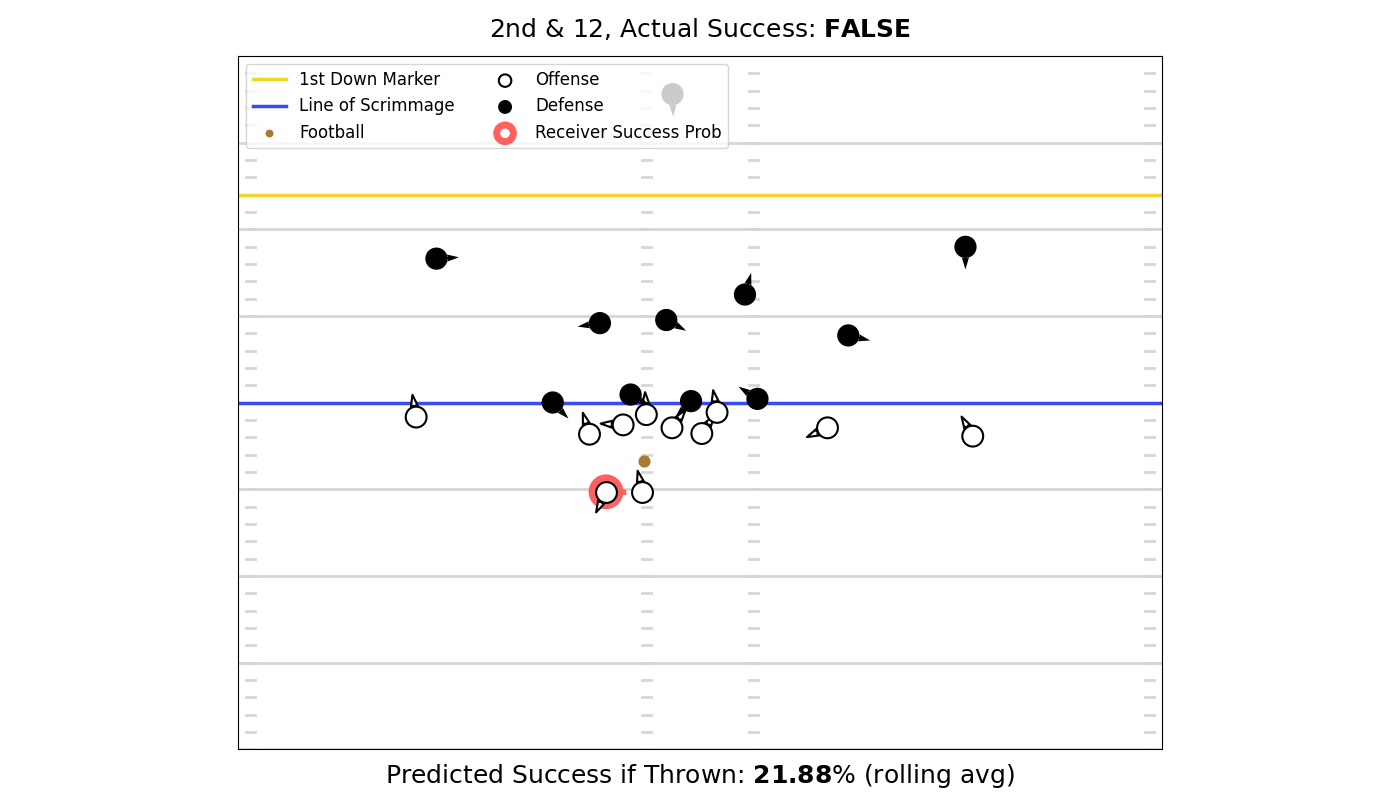 2nd & 12, Actual Success: FALSE
1st Down Marker
Line of Scrimmage
Football
Offense
Defense
Receiver Success Prob
Predicted Success if Thrown: 21.88% (rolling avg)